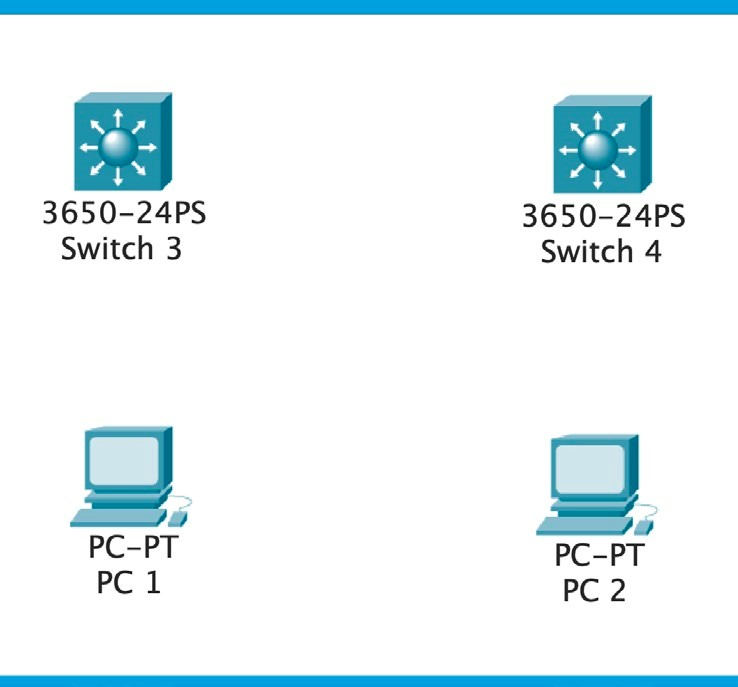 3650-24PS
Switch 3
3650-24PS
Switch 4
PC-PT
PC 1
PC-PT
PC 2